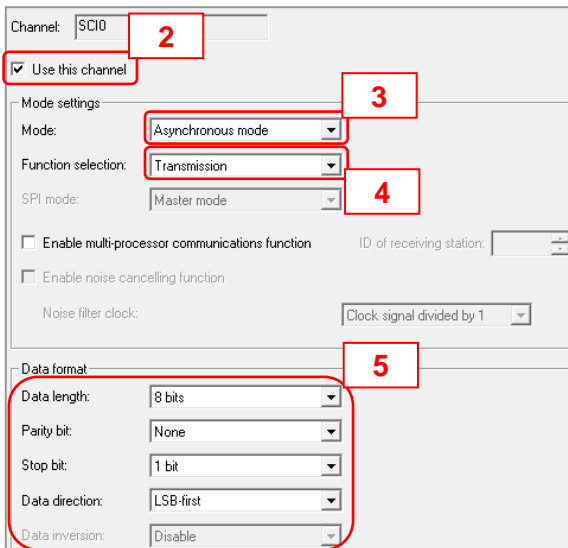 Channel: SCI0
2
Use this channel
Mode settings
3
Mode: Asynchronous mode
Function selection: Transmission
4
SPI mode: Master mode
Enable multi-processor communications function ID of receiving station:
Enable noise cancelling function
Noise filter clock: Clock signal divided by 1
Data format
5
Data length: 8 bits
Parity bit: None
Stop bit: 1 bit
Data direction: LSB-first
Data inversion: Disable